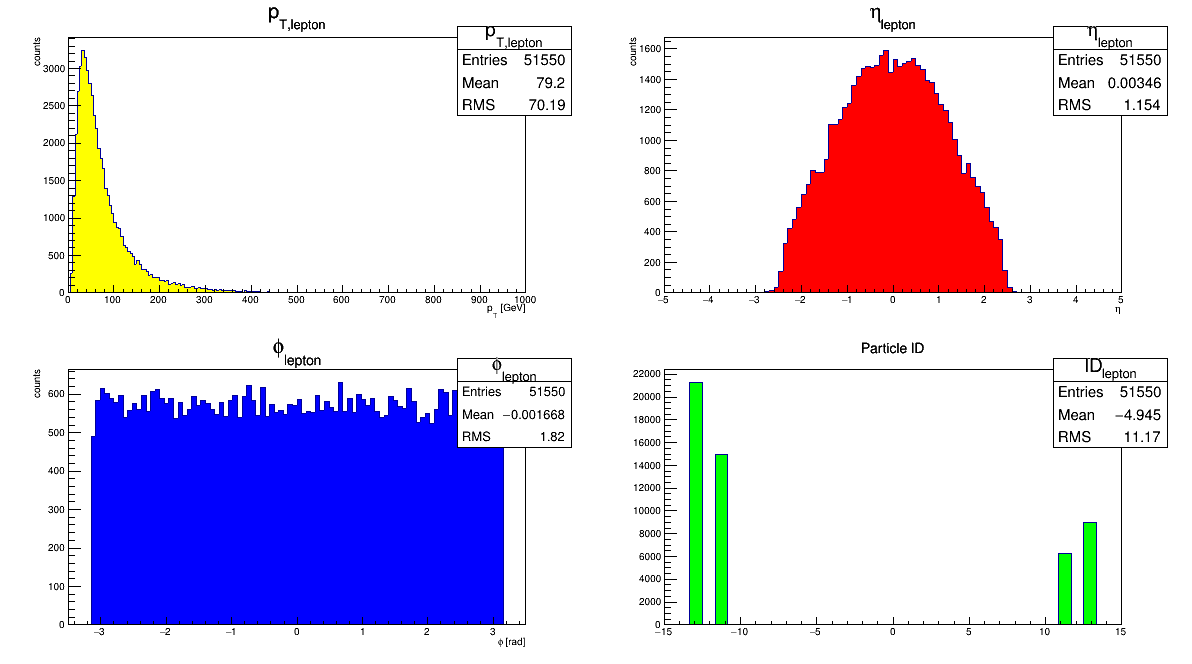 p_T,lepton
p_T,lepton
Entries 51550
Mean 79.2
RMS 70.19
counts
3000
2500
2000
1500
1000
500
0
0 100 200 300 400 500 600 700 800 900 1000
p_T [GeV]
η_lepton
η_lepton
Entries 51550
Mean 0.00346
RMS 1.154
counts
1600
1400
1200
1000
800
600
400
200
0
−5 −4 −3 −2 −1 0 1 2 3 4 5
η
ϕ_lepton
ϕ_lepton
Entries 51550
Mean −0.001668
RMS 1.82
counts
600
500
400
300
200
100
0
−3 −2 −1 0 1 2 3
ϕ [rad]
Particle ID
ID_lepton
Entries 51550
Mean −4.945
RMS 11.17
22000
20000
18000
16000
14000
12000
10000
8000
6000
4000
2000
0
−15 −10 −5 0 5 10 15